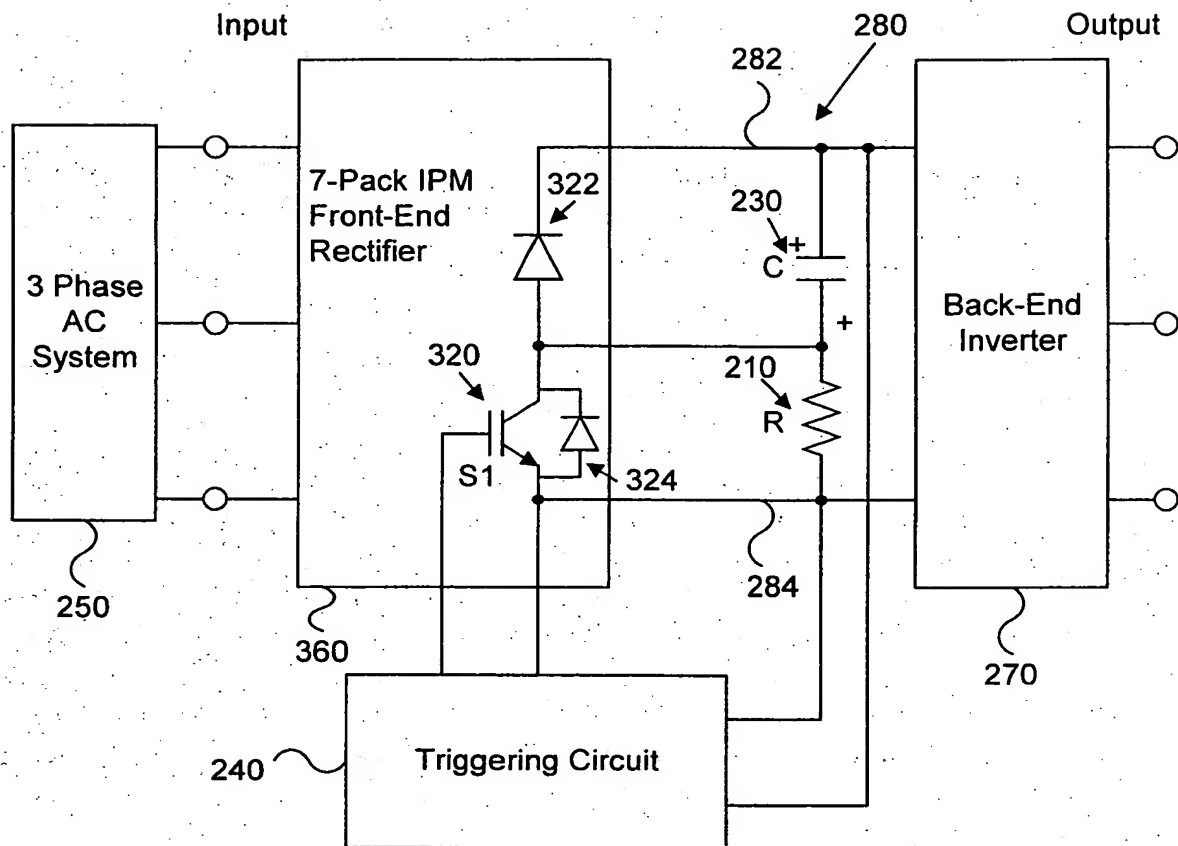 Input
280
Output
282
7-Pack IPM
Front-End
Rectifier
322
230
+
C
3 Phase
AC
System
Back-End
Inverter
+
320
210
R
S1
324
284
250
360
270
240
Triggering Circuit